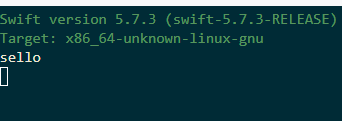 Swift version 5.7.3 (swift-5.7.3-RELEASE)
Target: x86_64-unknown-linux-gnu
sello